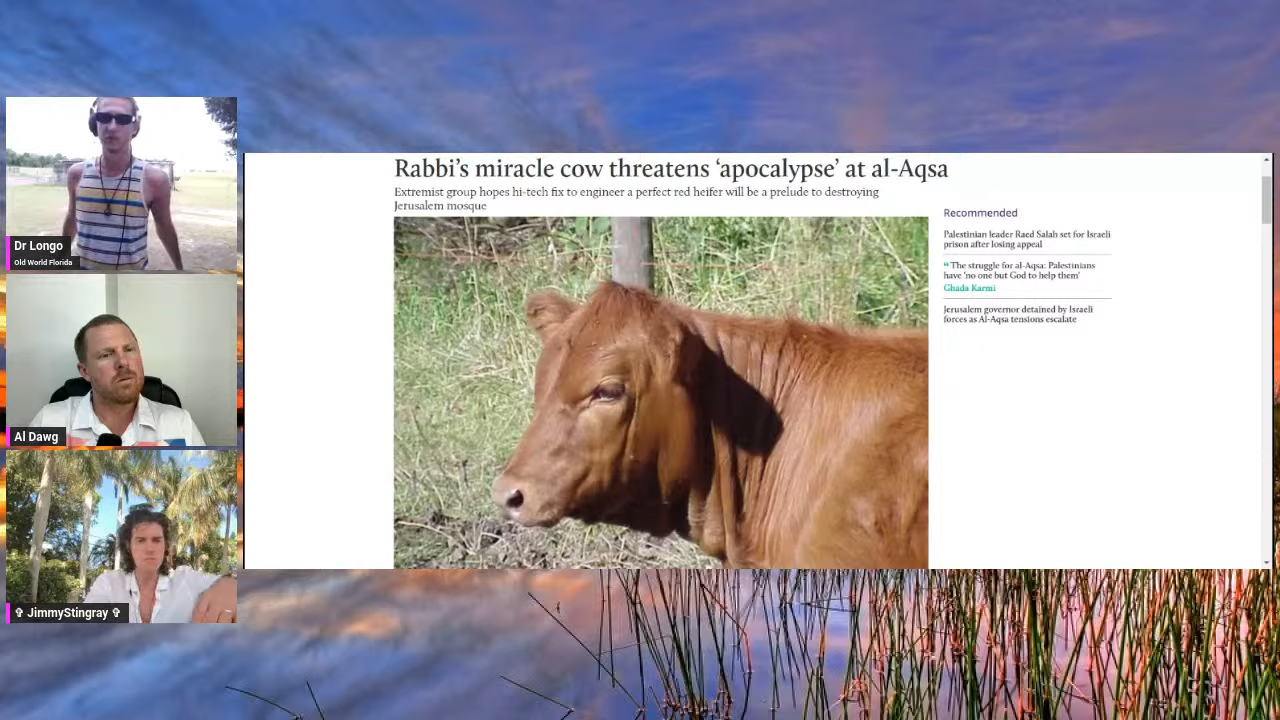 Rabbi's miracle cow threatens 'apocalypse' at al-Aqsa
Extremist group hopes hi-tech fix to engineer a perfect red heifer will be a prelude to destroying
Jerusalem mosque
Recommended
Palestinian leader Raed Salah set for Israeli
prison after losing appeal
“ The struggle for al-Aqsa: Palestinians
have 'no one but God to help them'
Ghada Karmi
Jerusalem governor detained by Israeli
forces as Al-Aqsa tensions escalate
Dr Longo
Old World Florida
Al Dawg
✞ JimmyStingray ✞